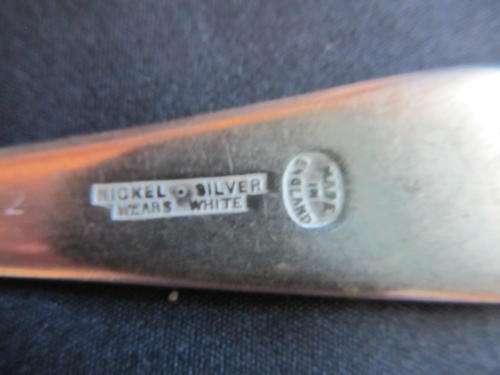 NICKEL SILVER
WEARS WHITE
MADE
IN
ENGLAND